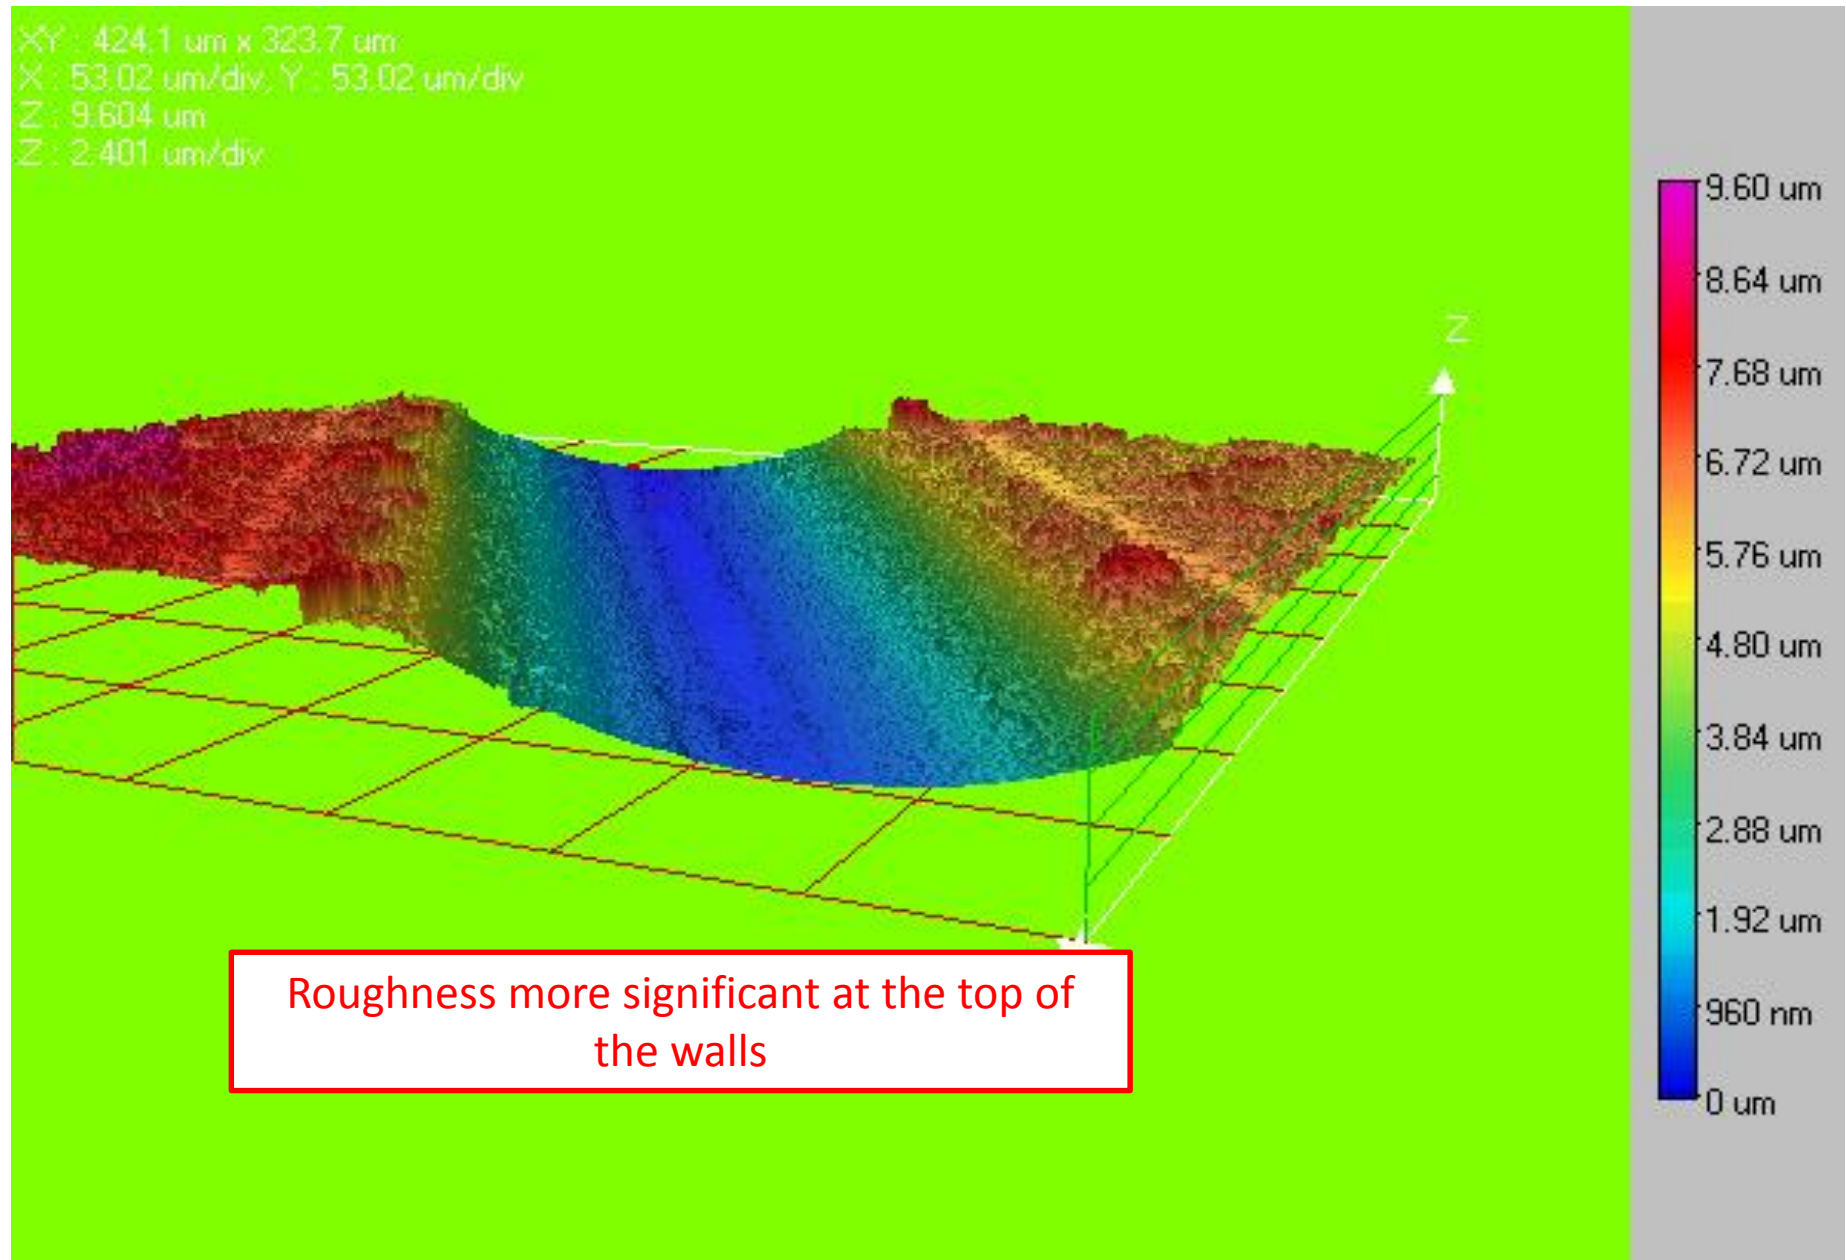 XY : 424.1 um x 323.7 um
X : 53.02 um/div, Y : 53.02 um/div
Z : 9.604 um
Z : 2.401 um/div
9.60 um
8.64 um
7.68 um
6.72 um
5.76 um
4.80 um
3.84 um
2.88 um
1.92 um
960 nm
0 um
Z
Roughness more significant at the top of
the walls